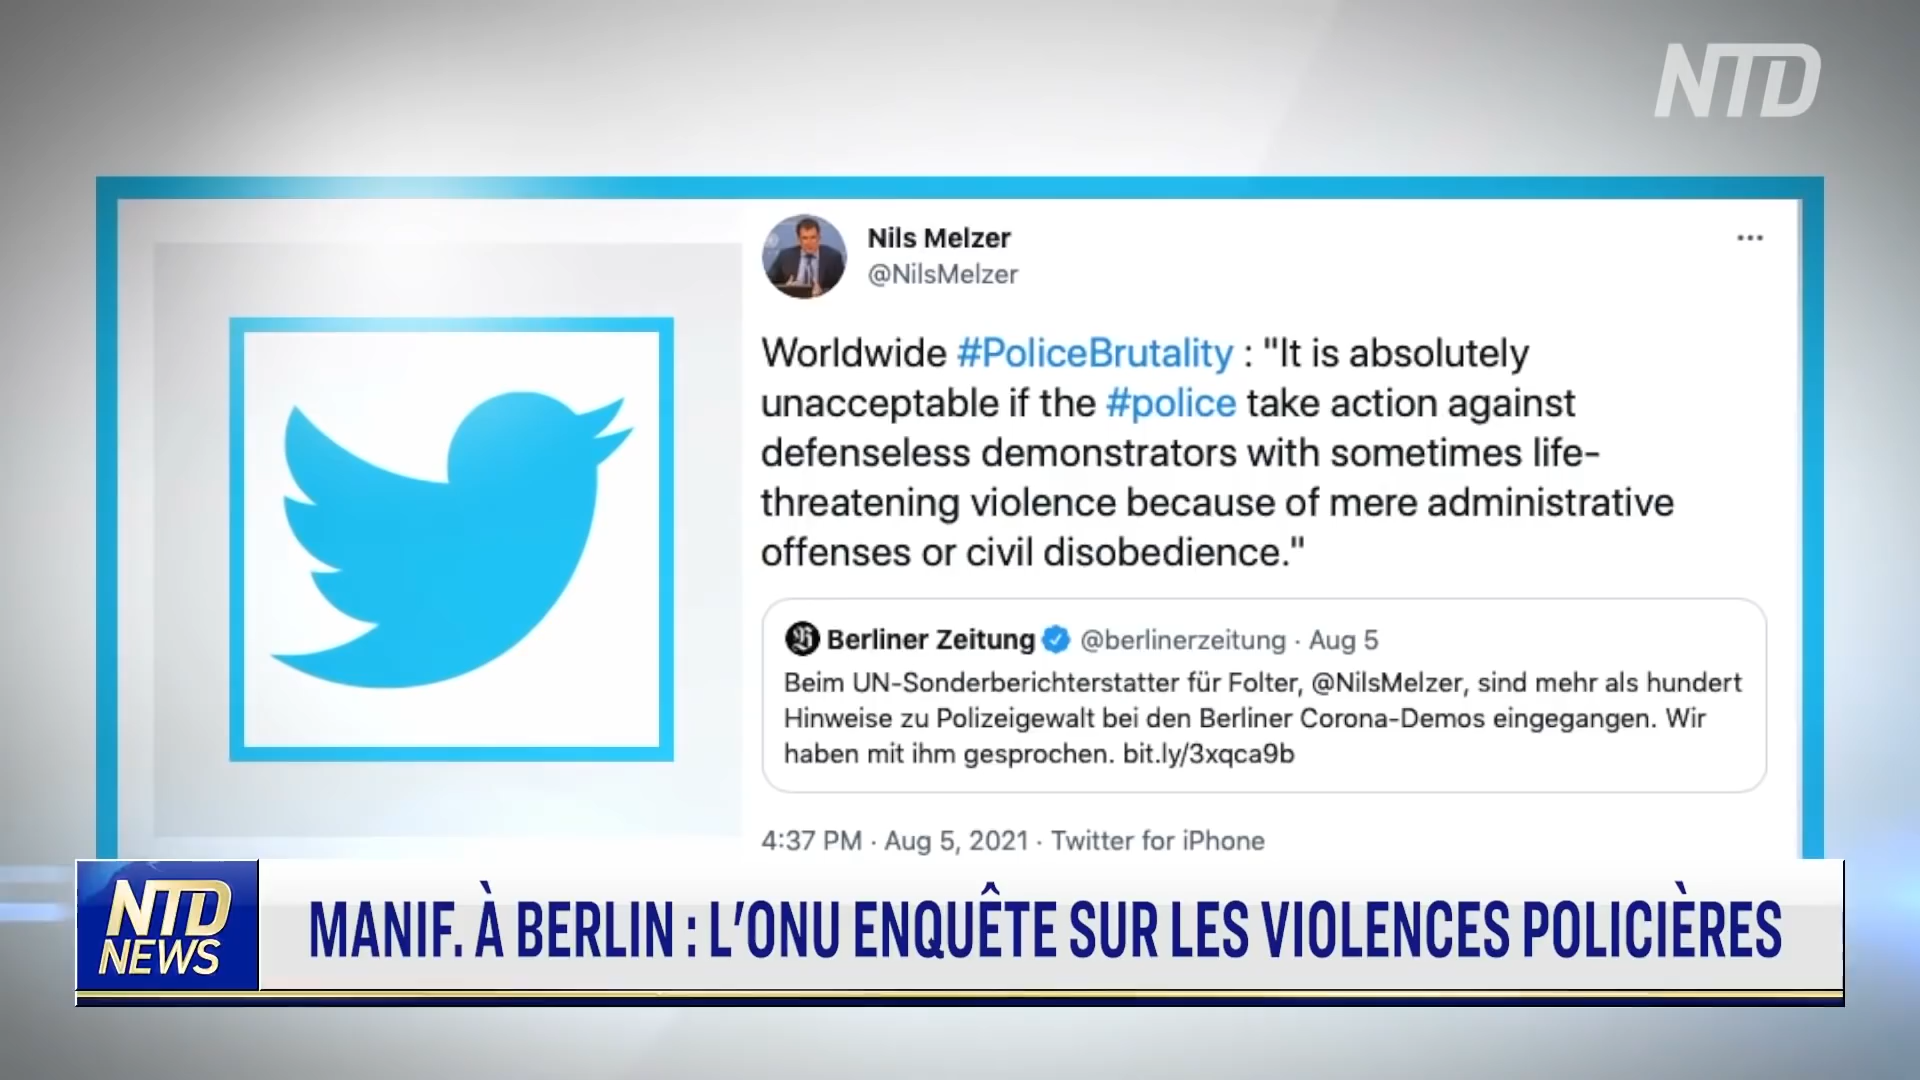 NTD
Nils Melzer
@NilsMelzer
Worldwide #PoliceBrutality : "It is absolutely
unacceptable if the #police take action against
defenseless demonstrators with sometimes life-
threatening violence because of mere administrative
offenses or civil disobedience."
Berliner Zeitung @berlinerzeitung · Aug 5
Beim UN-Sonderberichterstatter für Folter, @NilsMelzer, sind mehr als hundert
Hinweise zu Polizeigewalt bei den Berliner Corona-Demos eingegangen. Wir
haben mit ihm gesprochen. bit.ly/3xqca9b
4:37 PM · Aug 5, 2021 · Twitter for iPhone
NTD
NEWS
MANIF. À BERLIN : L'ONU ENQUÊTE SUR LES VIOLENCES POLICIÈRES